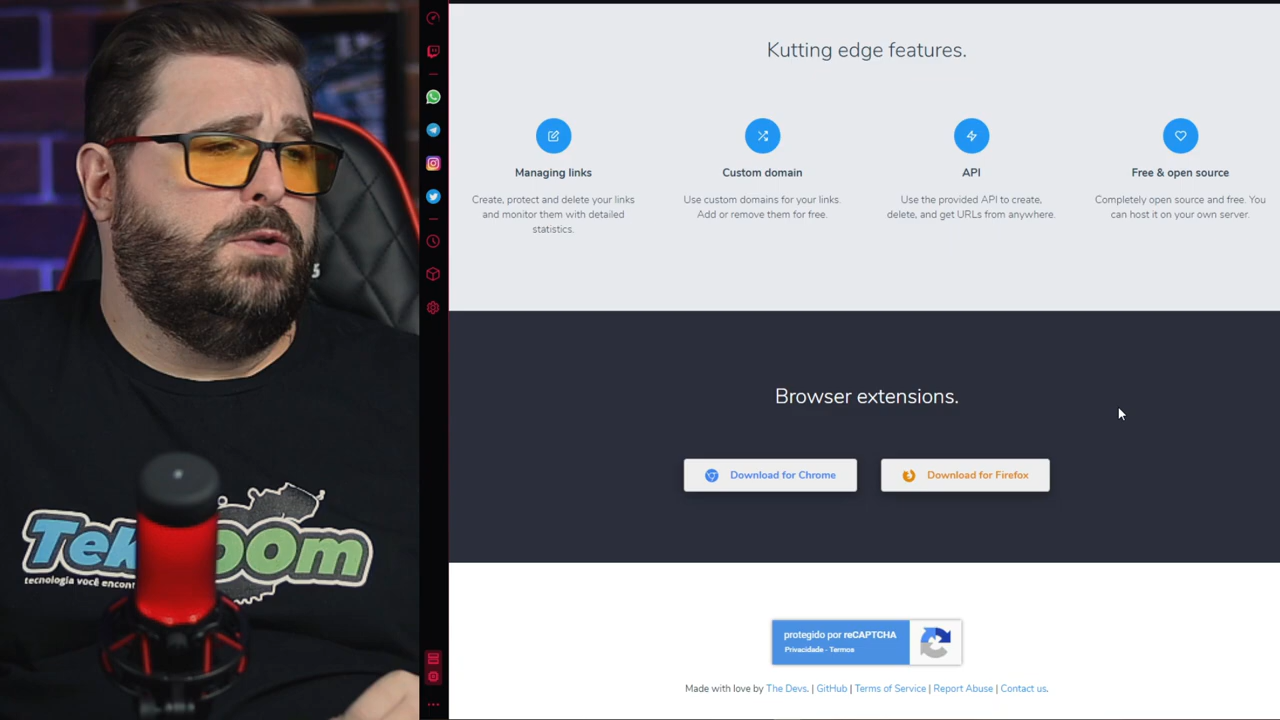 Kutting edge features.
Managing links
Create, protect and delete your links
and monitor them with detailed
statistics.
Custom domain
Use custom domains for your links.
Add or remove them for free.
API
Use the provided API to create,
delete, and get URLs from anywhere.
Free & open source
Completely open source and free. You
can host it on your own server.
Browser extensions.
Download for Chrome
Download for Firefox
protegido por reCAPTCHA
Privacidade - Termos
Made with love by The Devs. | GitHub | Terms of Service | Report Abuse | Contact us.
tecnologia você